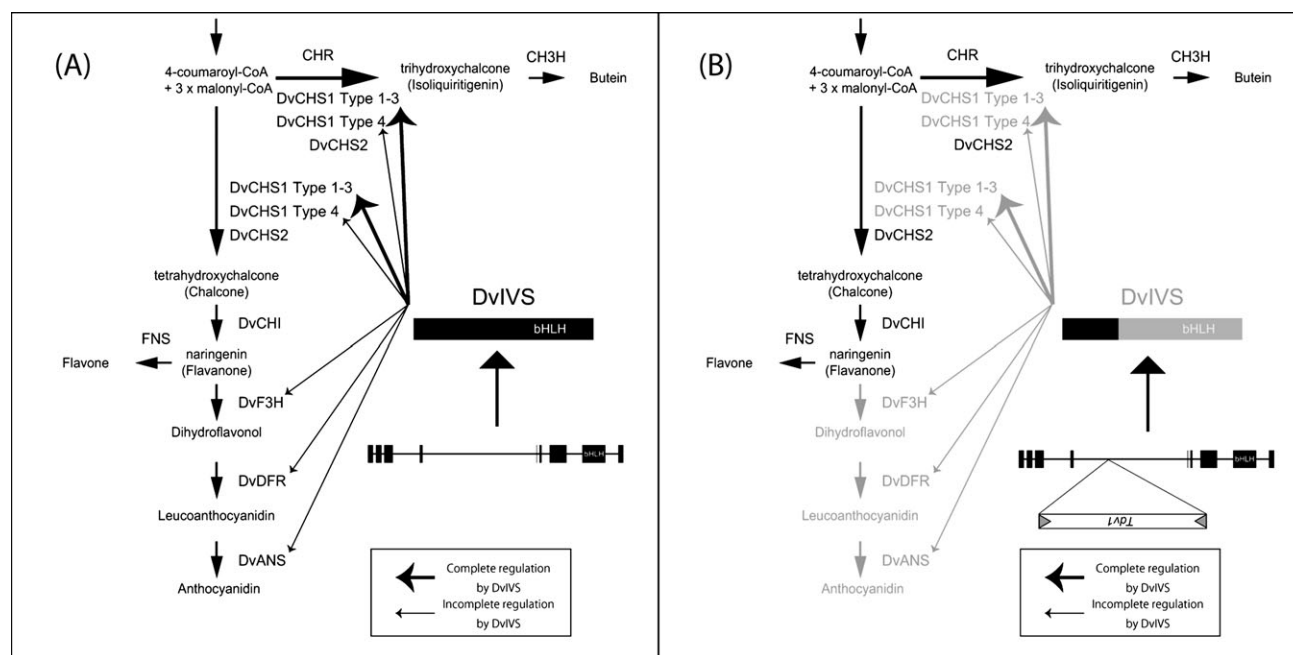 (A)
4-coumaroyl-CoA
+ 3 x malonyl-CoA
CHR
trihydroxychalcone
(Isoliquiritigenin)
CH3H
Butein
DvCHS1 Type 1-3
DvCHS1 Type 4
DvCHS2
DvCHS1 Type 1-3
DvCHS1 Type 4
DvCHS2
tetrahydroxychalcone
(Chalcone)
DvIVS
bHLH
DvCHI
FNS
Flavone
naringenin
(Flavanone)
DvF3H
Dihydroflavonol
bHLH
DvDFR
Leucoanthocyanidin
DvANS
Anthocyanidin
Complete regulation
by DvIVS
Incomplete regulation
by DvIVS
(B)
4-coumaroyl-CoA
+ 3 x malonyl-CoA
CHR
trihydroxychalcone
(Isoliquiritigenin)
CH3H
Butein
DvCHS1 Type 1-3
DvCHS1 Type 4
DvCHS2
DvCHS1 Type 1-3
DvCHS1 Type 4
DvCHS2
tetrahydroxychalcone
(Chalcone)
DvIVS
bHLH
DvCHI
FNS
Flavone
naringenin
(Flavanone)
DvF3H
Dihydroflavonol
bHLH
DvDFR
Leucoanthocyanidin
Tdv1
DvANS
Anthocyanidin
Complete regulation
by DvIVS
Incomplete regulation
by DvIVS